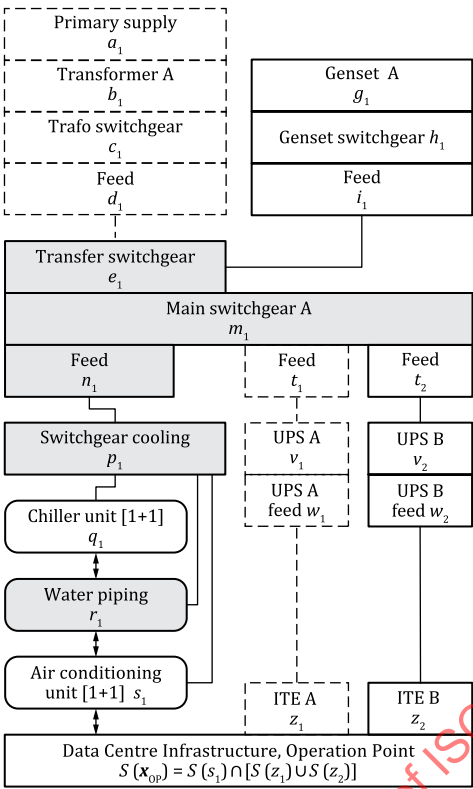 Primary supply
a₁
Transformer A
b₁
Trafo switchgear
c₁
Feed
d₁
Genset A
g₁
Genset switchgear h₁
Feed
i₁
Transfer switchgear
e₁
Main switchgear A
m₁
Feed
n₁
Feed
t₁
Feed
t₂
Switchgear cooling
p₁
UPS A
v₁
UPS B
v₂
UPS A
feed w₁
UPS B
feed w₂
Chiller unit [1+1]
q₁
Water piping
r₁
Air conditioning
unit [1+1] s₁
ITE A
z₁
ITE B
z₂
Data Centre Infrastructure, Operation Point
S (x_OP) = S (s₁) ∩ [S (z₁) ∪ S (z₂)]
of ISO